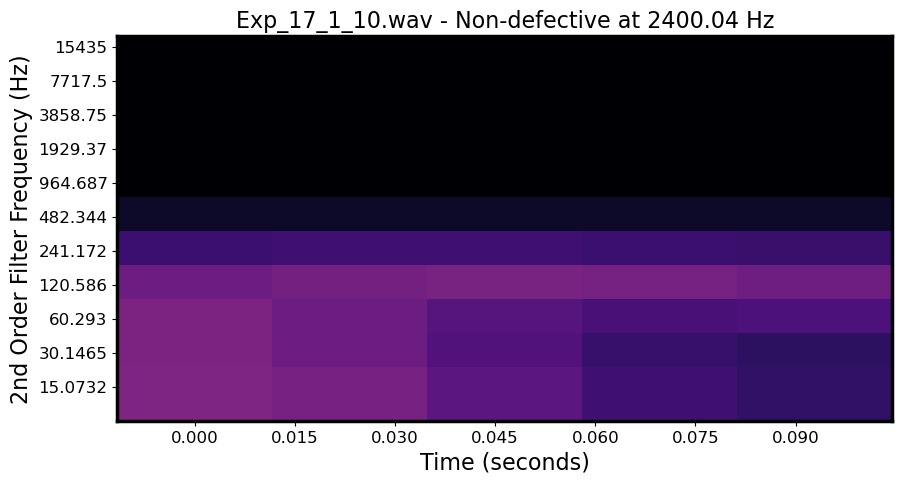 Exp_17_1_10.wav - Non-defective at 2400.04 Hz
2nd Order Filter Frequency (Hz)
15435
7717.5
3858.75
1929.37
964.687
482.344
241.172
120.586
60.293
30.1465
15.0732
0.000 0.015 0.030 0.045 0.060 0.075 0.090
Time (seconds)